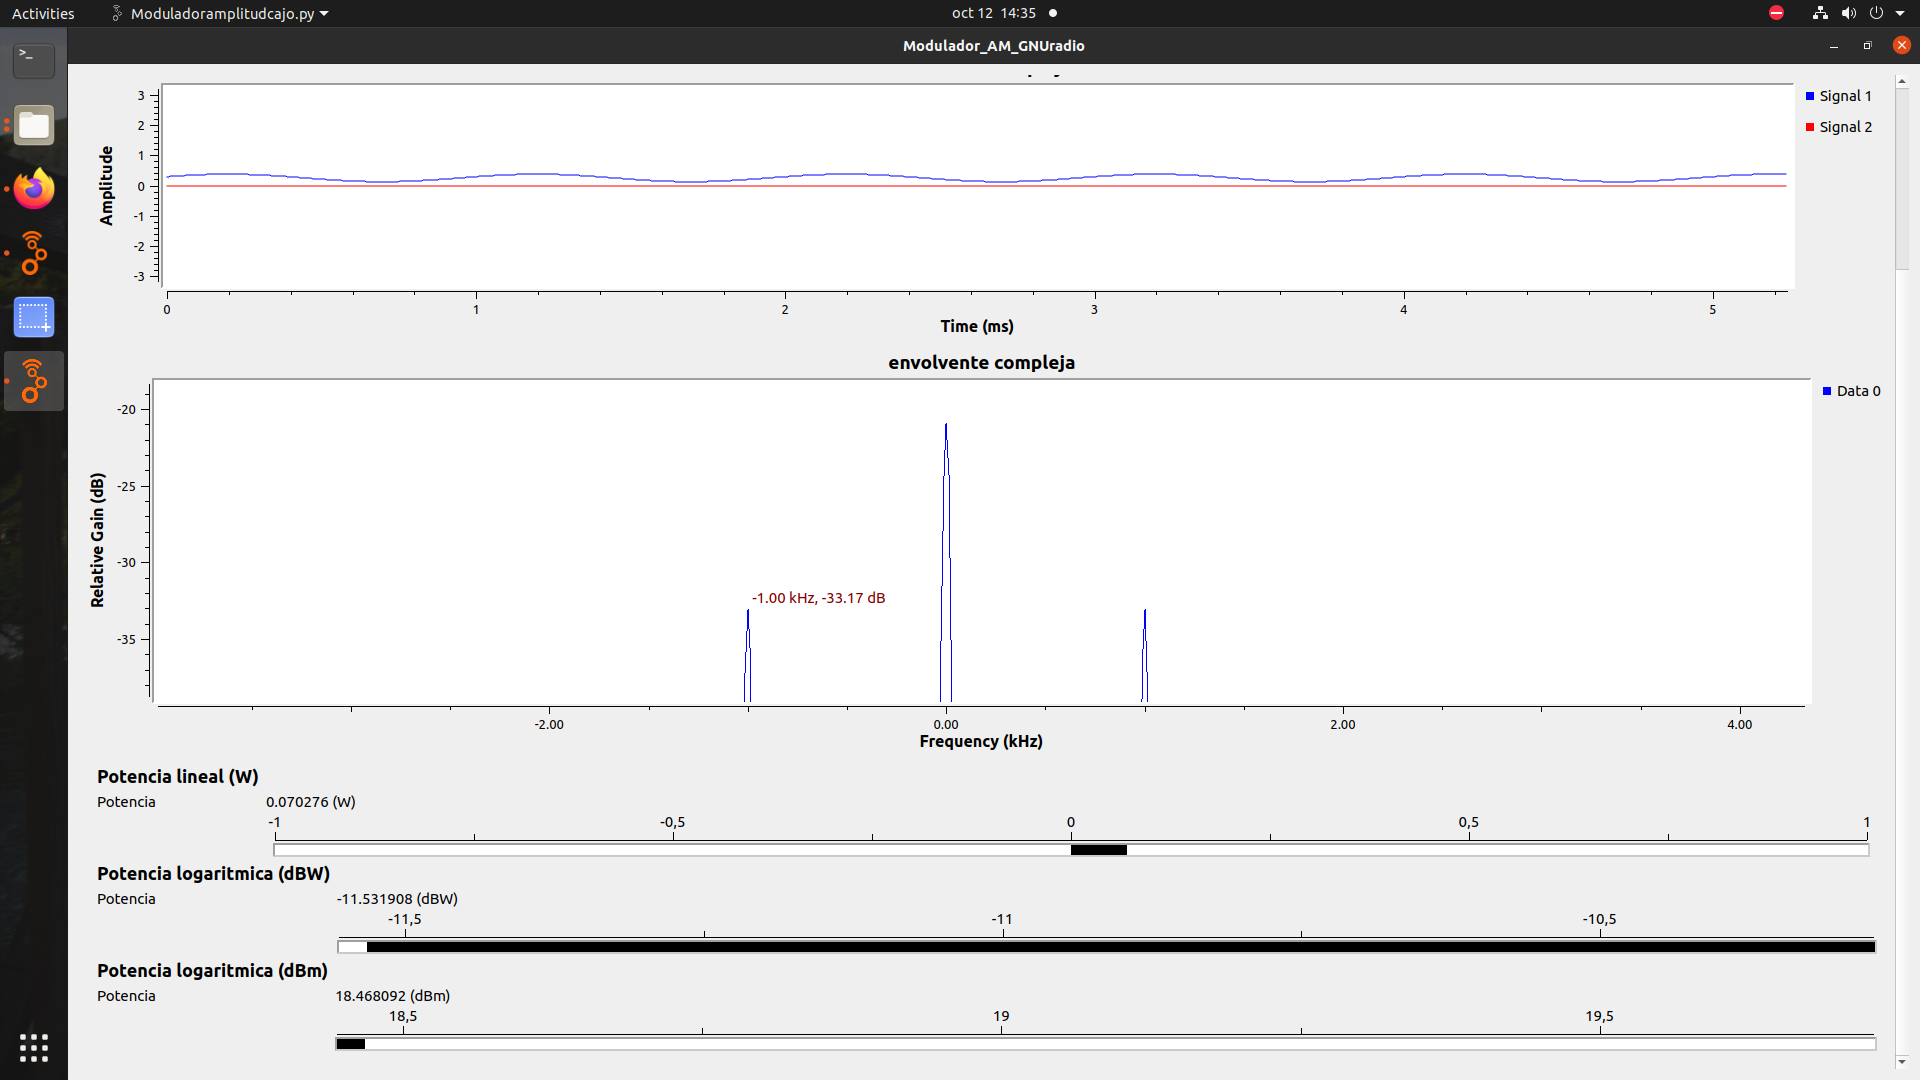 Activities
Moduladoramplitudcajo.py
oct 12 14:35
Modulador_AM_GNUradio
3
2
1
0
-1
-2
-3
Amplitude
Signal 1
Signal 2
0 1 2 3 4 5
Time (ms)
envolvente compleja
-20
-25
-30
-35
Relative Gain (dB)
Data 0
-1.00 kHz, -33.17 dB
-2.00 0.00 2.00 4.00
Frequency (kHz)
Potencia lineal (W)
Potencia 0.070276 (W)
-1 -0,5 0 0,5 1
Potencia logaritmica (dBW)
Potencia -11.531908 (dBW)
-11,5 -11 -10,5
Potencia logaritmica (dBm)
Potencia 18.468092 (dBm)
18,5 19 19,5